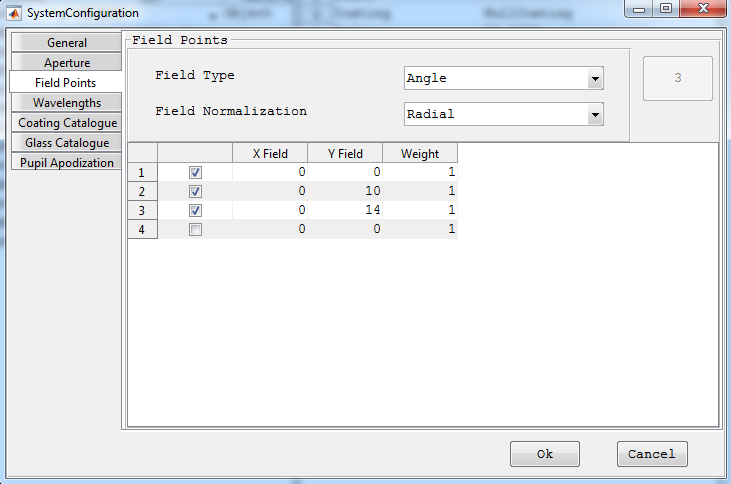 SystemConfiguration
General
Aperture
Field Points
Wavelengths
Coating Catalogue
Glass Catalogue
Pupil Apodization
Field Points
Field Type Angle
Field Normalization Radial
3
X Field Y Field Weight
1 0 0 1
2 0 10 1
3 0 14 1
4 0 0 1
Ok Cancel